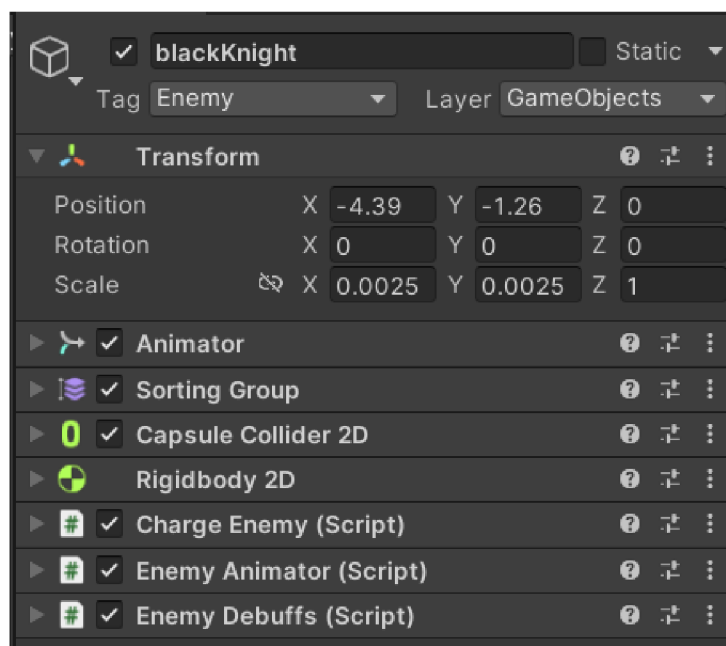 blackKnight Static
Tag Enemy Layer GameObjects
Transform
Position X -4.39 Y -1.26 Z 0
Rotation X 0 Y 0 Z 0
Scale X 0.0025 Y 0.0025 Z 1
Animator
Sorting Group
Capsule Collider 2D
Rigidbody 2D
# Charge Enemy (Script)
# Enemy Animator (Script)
# Enemy Debuffs (Script)